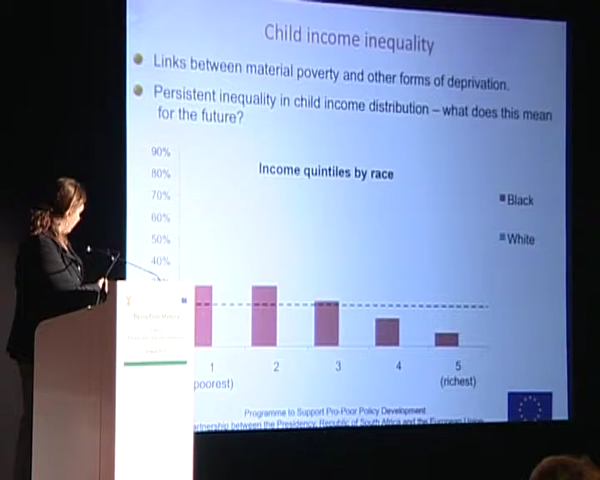 Child income inequality
Links between material poverty and other forms of deprivation.
Persistent inequality in child income distribution – what does this mean
for the future?
90%
Income quintiles by race
80%
70%
Black
60%
50%
White
40%
1
2
3
4
5
poorest)
(richest)
Programme to Support Pro-Poor Policy Development
between the Presidency, Republic of South Africa and the European Union